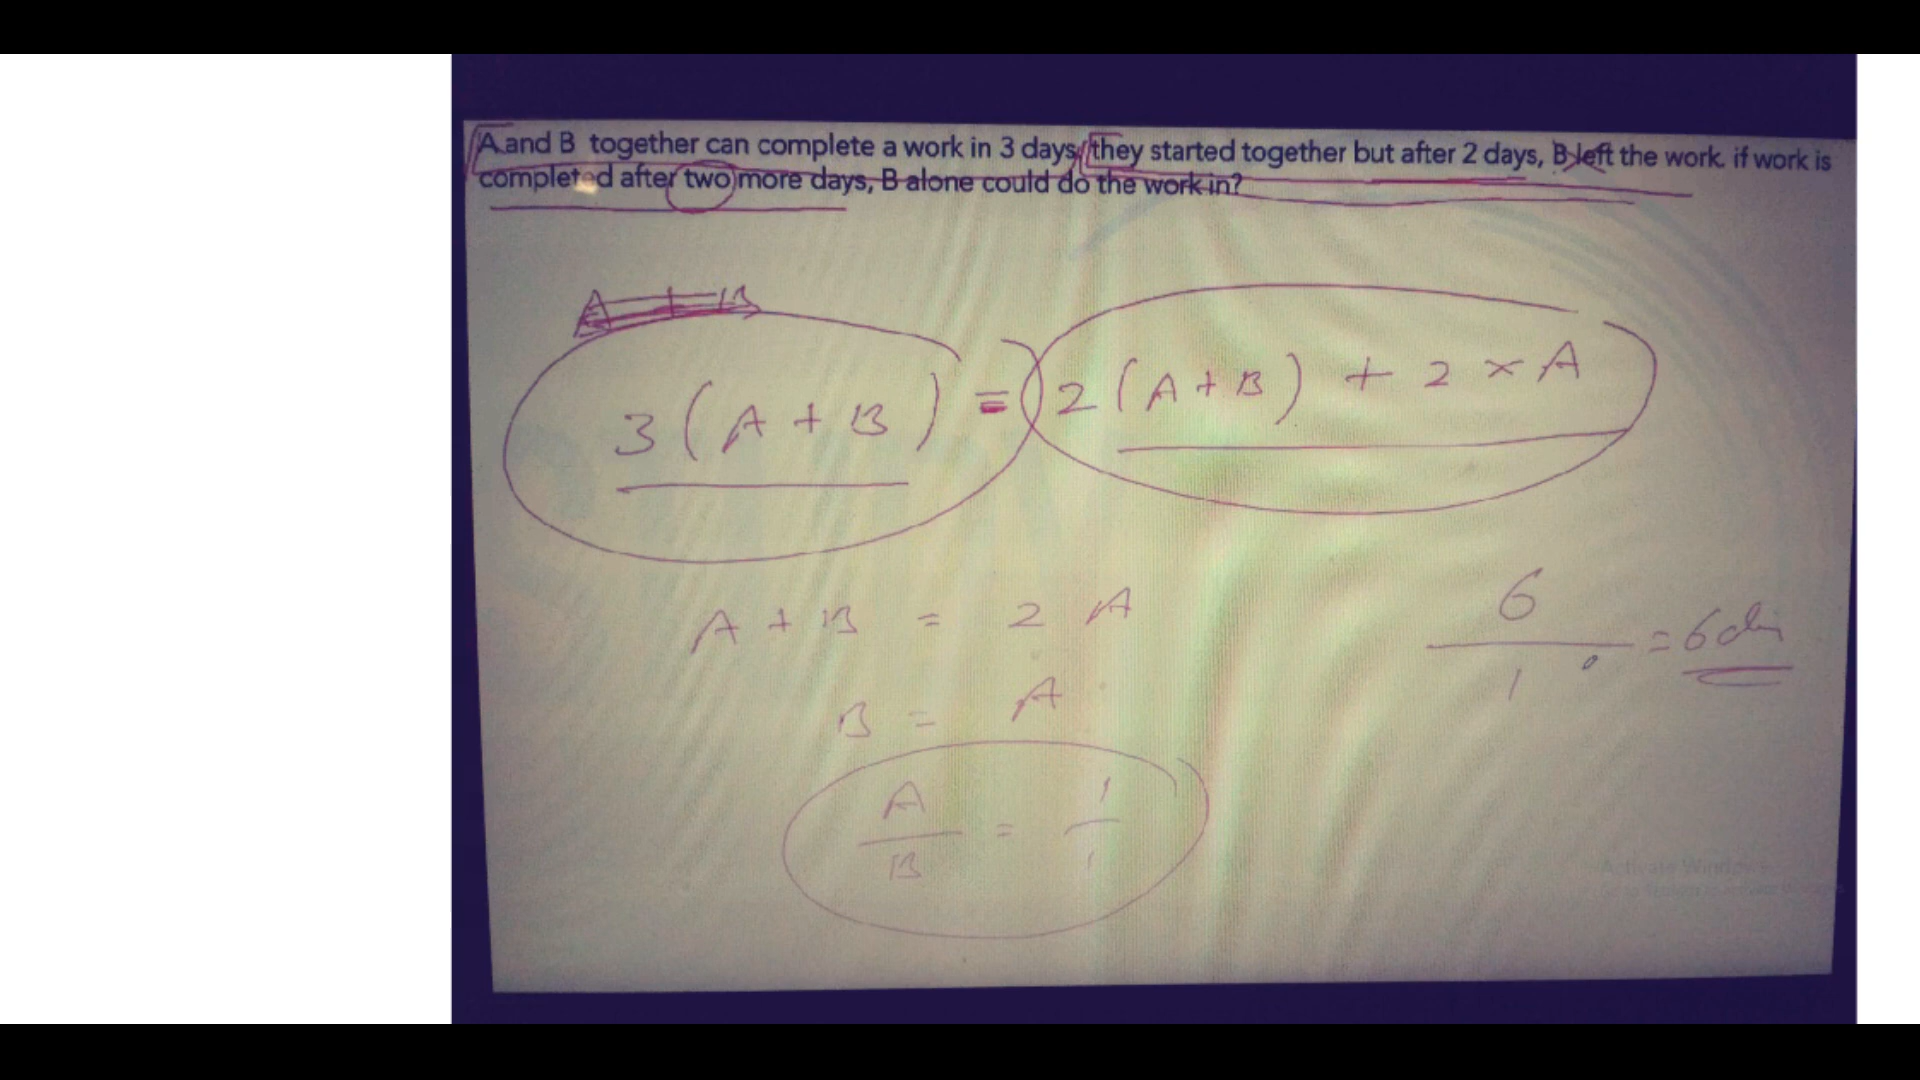 A and B together can complete a work in 3 days, they started together but after 2 days, B left the work. if work is
completed after two more days, B alone could do the work in?
A + B
3 ( A + B ) = 2 ( A + B ) + 2 × A
A + B = 2 A
B = A
A/B = 1/1
6/1 = 6
Activate Windows